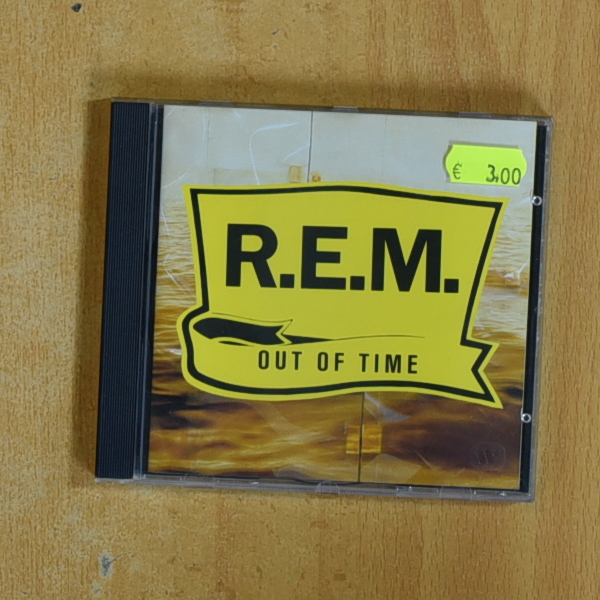 € 3,00
R.E.M.
OUT OF TIME